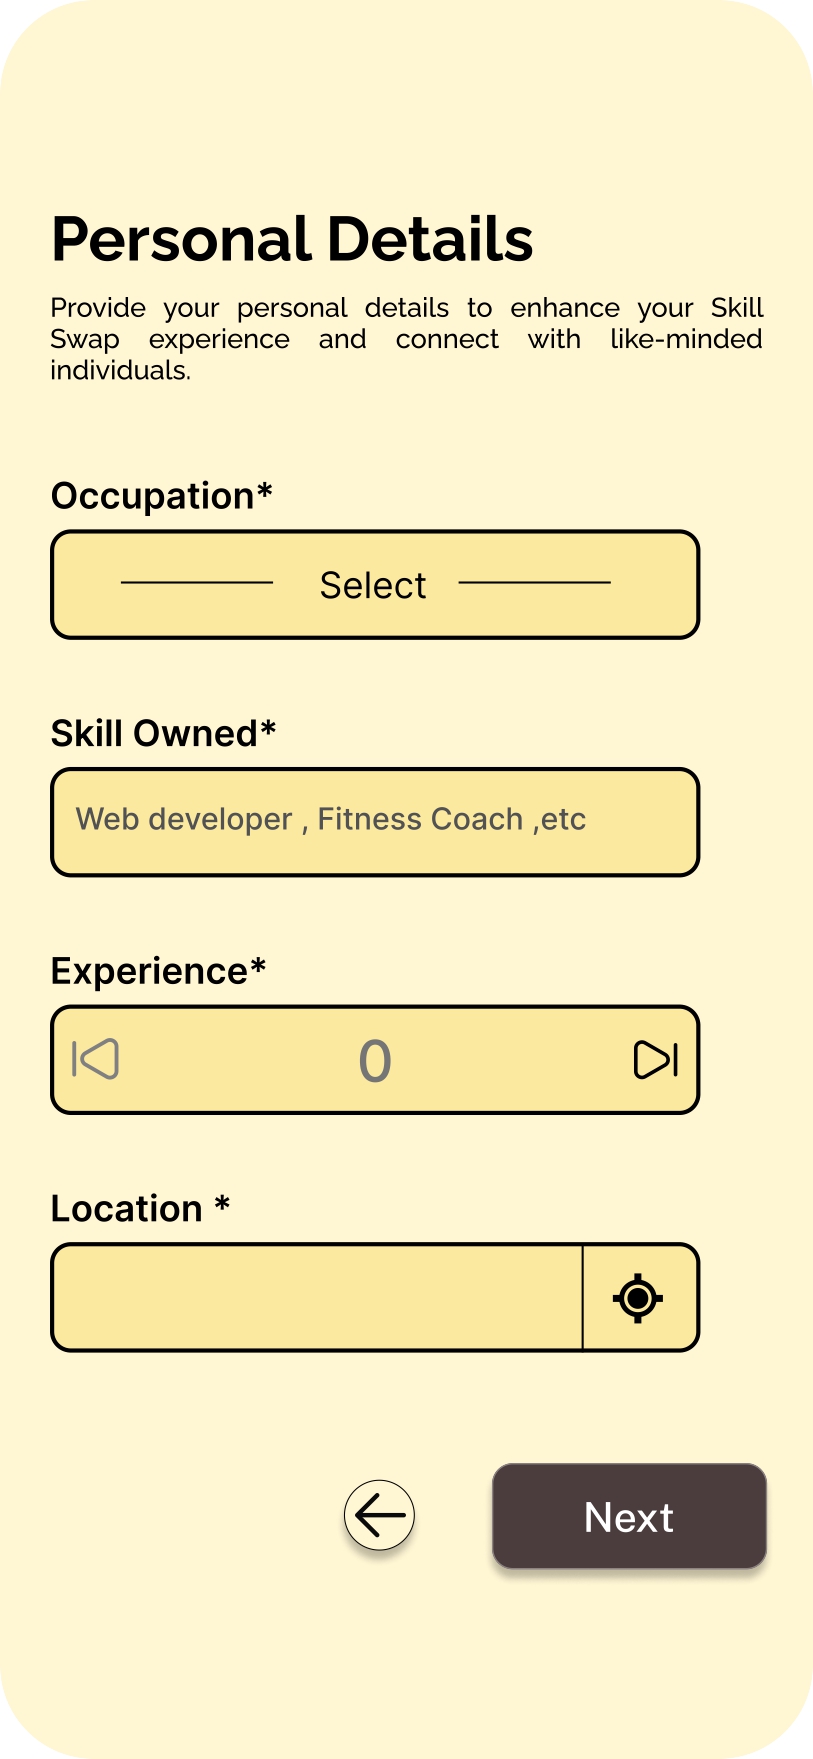 Personal Details
Provide your personal details to enhance your Skill
Swap experience and connect with like-minded
individuals.
Occupation*
Select
Skill Owned*
Web developer , Fitness Coach ,etc
Experience*
0
Location *
Next